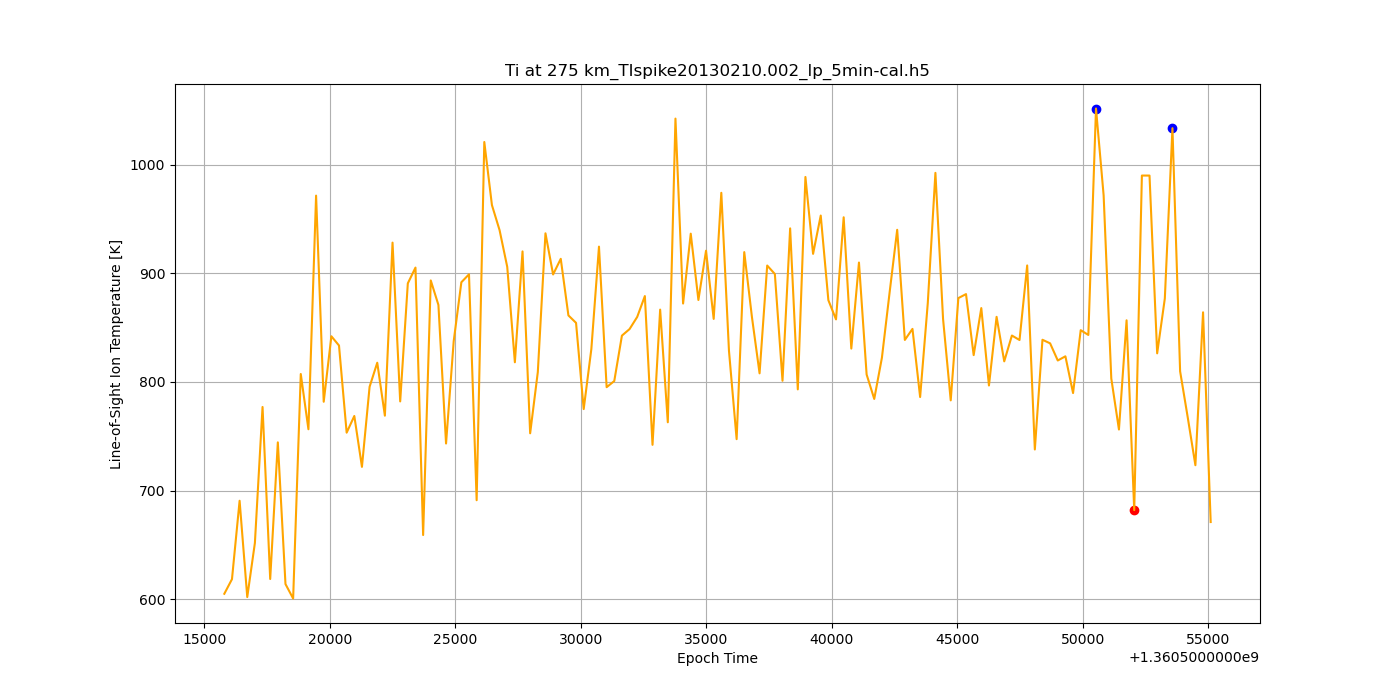 Ti at 275 km_TIspike20130210.002_lp_5min-cal.h5
Line-of-Sight Ion Temperature [K]
1000
900
800
700
600
15000 20000 25000 30000 35000 40000 45000 50000 55000
Epoch Time
+1.3605000000e9